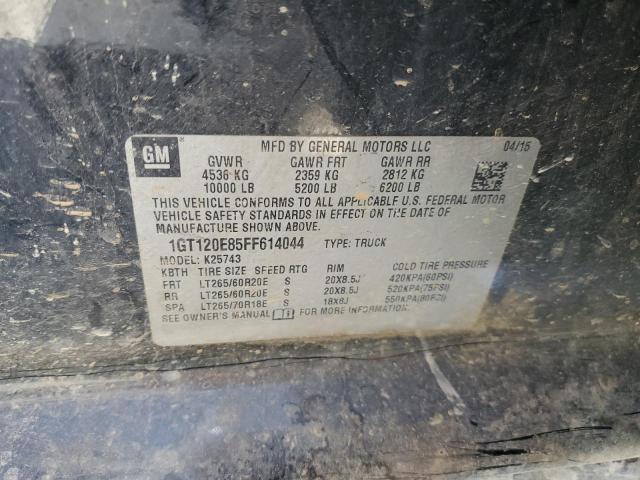 GM ® MFD BY GENERAL MOTORS LLC 04/15
GVWR GAWR FRT GAWR RR
4536 KG 2359 KG 2812 KG
10000 LB 5200 LB 6200 LB
THIS VEHICLE CONFORMS TO ALL APPLICABLE U.S. FEDERAL MOTOR
VEHICLE SAFETY STANDARDS IN EFFECT ON THE DATE OF
MANUFACTURE SHOWN ABOVE.
1GT120E85FF614044 TYPE: TRUCK
MODEL: K25743
KBTH TIRE SIZE SPEED RTG RIM COLD TIRE PRESSURE
FRT LT265/60R20E S 20X8.5J 420KPA(60PSI)
RR LT265/60R20E S 20X8.5J 520KPA(75PSI)
SPA LT265/70R18E S 18X8J 550KPA(80PSI)
SEE OWNER'S MANUAL FOR MORE INFORMATION.